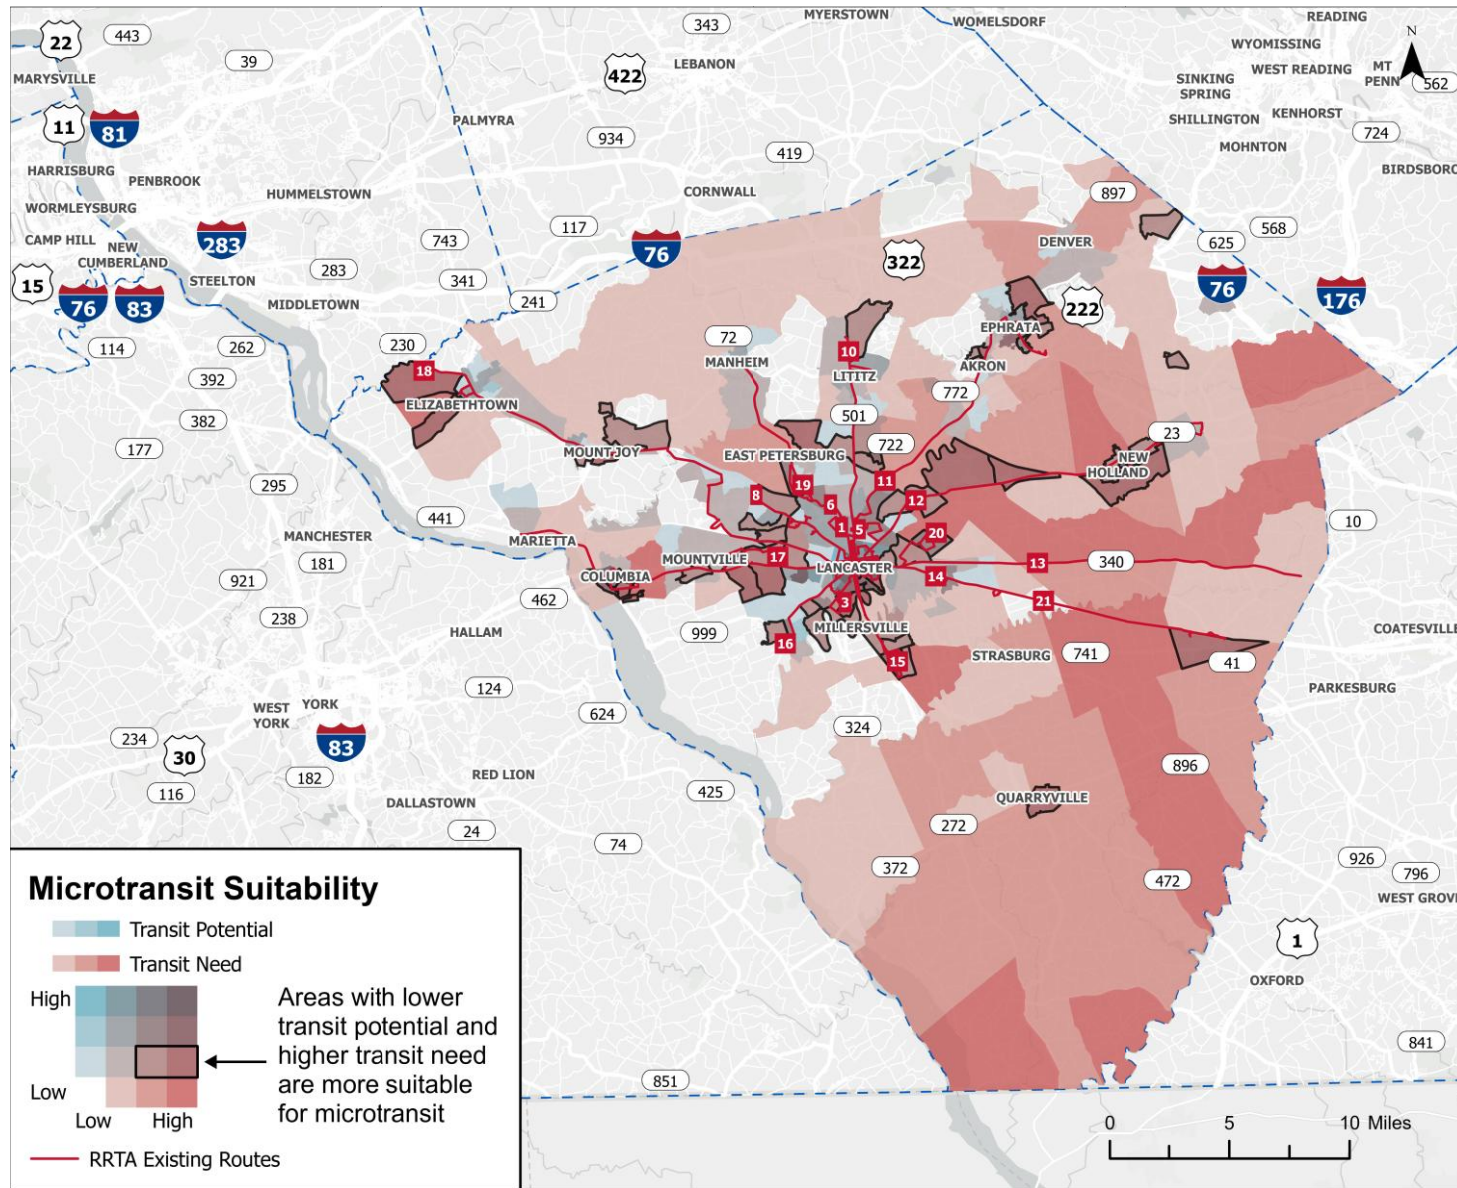 MYERSTOWN
WOMELSDORF
READING
N
22
443
343
39
422
LEBANON
WYOMISSING
WEST READING
MT
PENN
562
MARYSVILLE
SINKING
SPRING
KENHORST
11
81
PALMYRA
934
SHILLINGTON
724
MOHNTON
419
HARRISBURG
PENBROOK
BIRDSBORO
HUMMELSTOWN
CORNWALL
897
WORMLEYSBURG
CAMP HILL
283
743
117
76
DENVER
625
568
NEW
CUMBERLAND
322
15
STEELTON
283
341
76
176
76
83
MIDDLETOWN
241
222
114
262
230
72
EPHRATA
10
MANHEIM
LITITZ
AKRON
18
392
772
ELIZABETHTOWN
382
501
23
177
MOUNT JOY
EAST PETERSBURG
722
NEW
HOLLAND
295
19
11
8
6
12
441
10
MANCHESTER
MARIETTA
1
5
20
181
MOUNTVILLE
17
LANCASTER
13
340
921
COLUMBIA
14
462
3
21
238
HALLAM
999
MILLERSVILLE
COATESVILLE
16
15
STRASBURG
741
41
124
PARKESBURG
WEST
YORK
YORK
624
324
234
30
83
896
182
RED LION
425
QUARRYVILLE
116
DALLASTOWN
272
24
74
372
472
926
796
WEST GROVE
1
OXFORD
841
851
Microtransit Suitability
Transit Potential
Transit Need
High
Areas with lower
transit potential and
higher transit need
are more suitable
for microtransit
Low
Low
High
RRTA Existing Routes
0
5
10 Miles